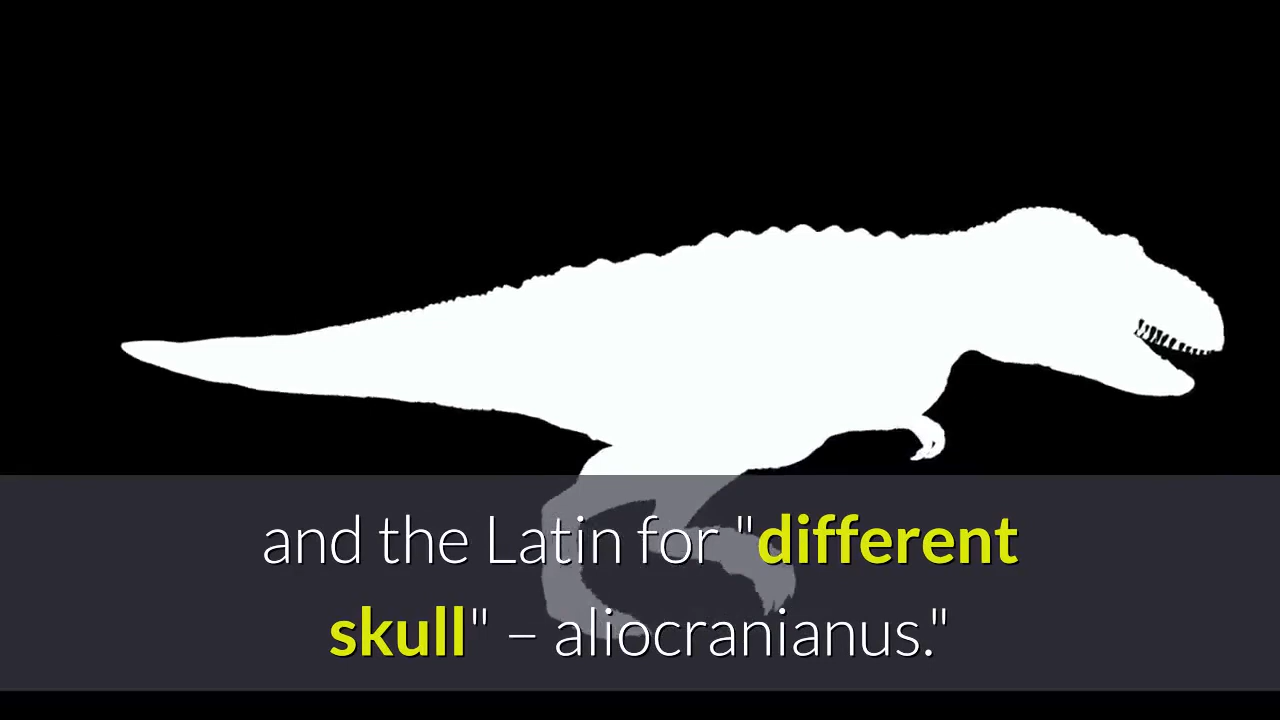 and the Latin for "different
skull" – aliocranianus."